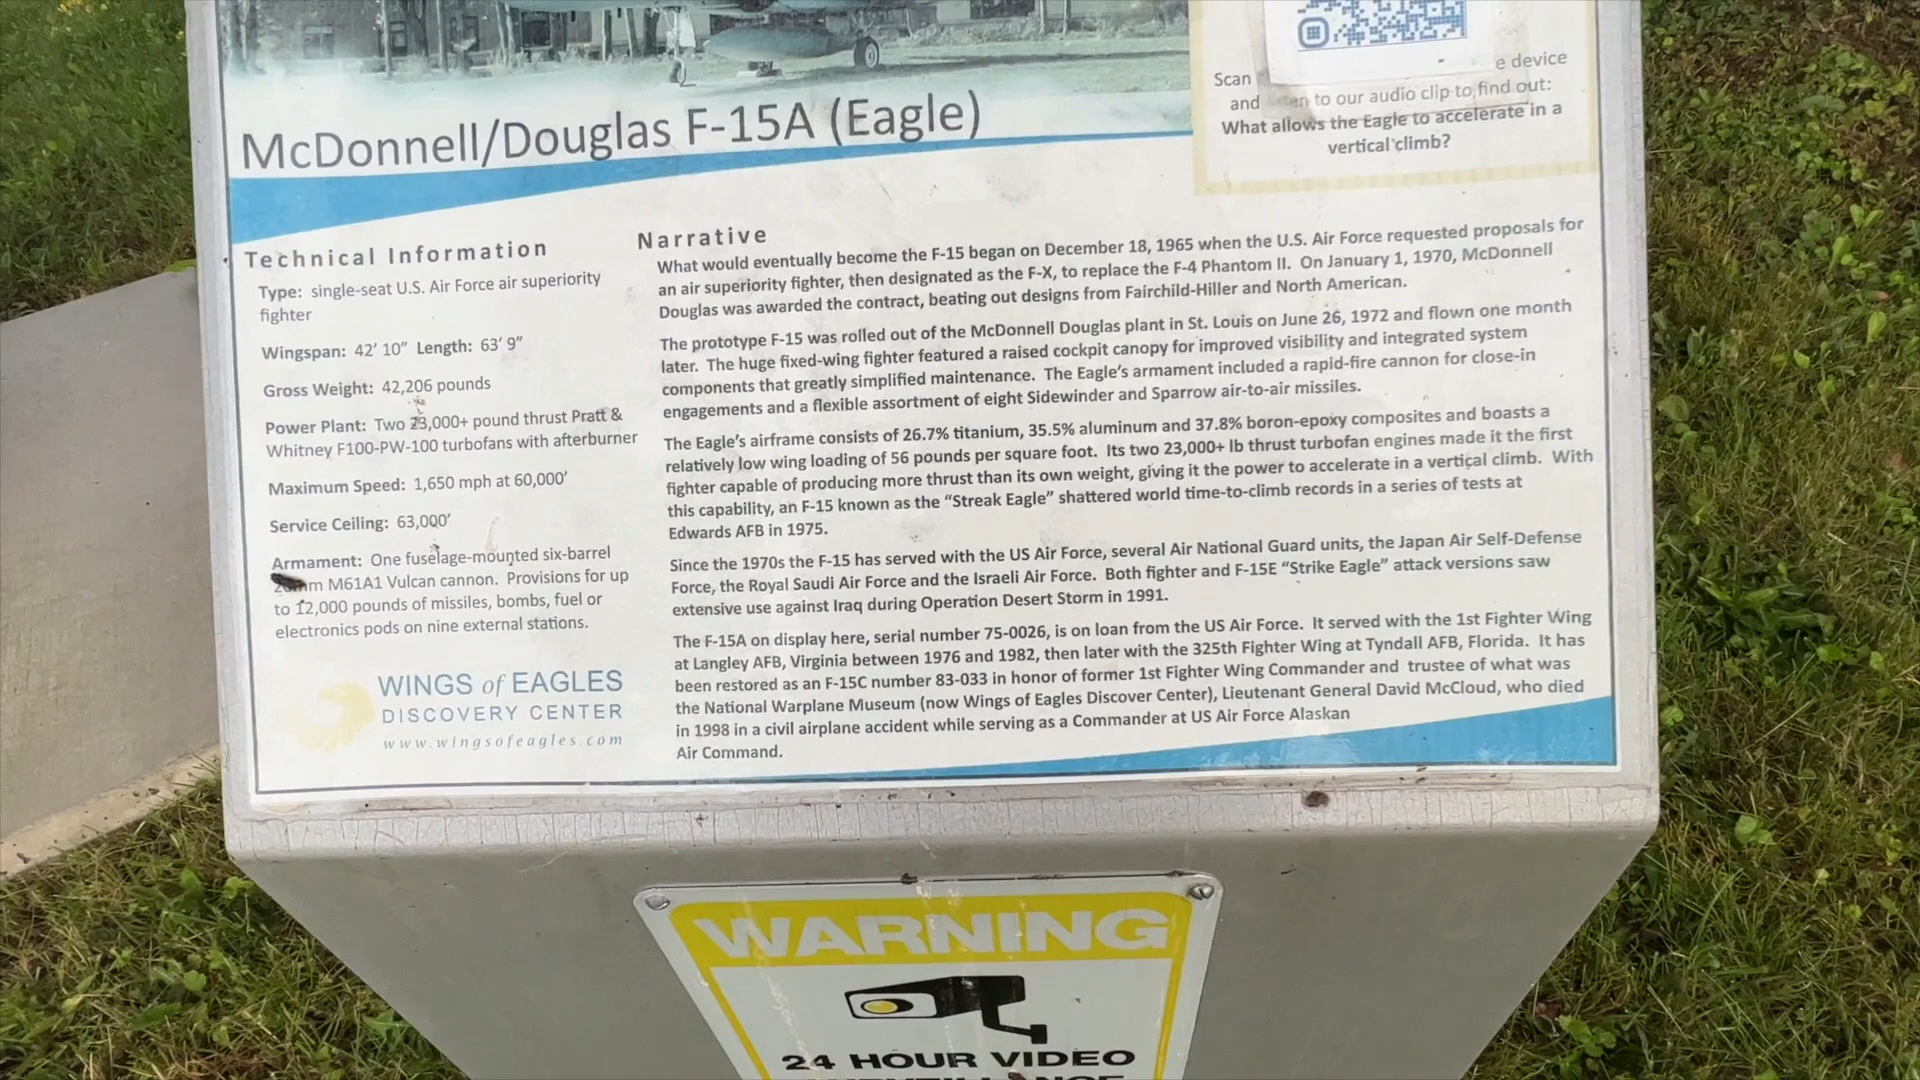 Scan e device
and to our audio clip to find out:
What allows the Eagle to accelerate in a
vertical climb?
McDonnell/Douglas F-15A (Eagle)
Technical Information
Type: single-seat U.S. Air Force air superiority
fighter
Wingspan: 42' 10" Length: 63' 9"
Gross Weight: 42,206 pounds
Power Plant: Two 23,000+ pound thrust Pratt &
Whitney F100-PW-100 turbofans with afterburner
Maximum Speed: 1,650 mph at 60,000'
Service Ceiling: 63,000'
Armament: One fuselage-mounted six-barrel
20mm M61A1 Vulcan cannon. Provisions for up
to 12,000 pounds of missiles, bombs, fuel or
electronics pods on nine external stations.
WINGS of EAGLES
DISCOVERY CENTER
www.wingsofeagles.com
Narrative
What would eventually become the F-15 began on December 18, 1965 when the U.S. Air Force requested proposals for
an air superiority fighter, then designated as the F-X, to replace the F-4 Phantom II. On January 1, 1970, McDonnell
Douglas was awarded the contract, beating out designs from Fairchild-Hiller and North American.
The prototype F-15 was rolled out of the McDonnell Douglas plant in St. Louis on June 26, 1972 and flown one month
later. The huge fixed-wing fighter featured a raised cockpit canopy for improved visibility and integrated system
components that greatly simplified maintenance. The Eagle's armament included a rapid-fire cannon for close-in
engagements and a flexible assortment of eight Sidewinder and Sparrow air-to-air missiles.
The Eagle's airframe consists of 26.7% titanium, 35.5% aluminum and 37.8% boron-epoxy composites and boasts a
relatively low wing loading of 56 pounds per square foot. Its two 23,000+ lb thrust turbofan engines made it the first
fighter capable of producing more thrust than its own weight, giving it the power to accelerate in a vertical climb. With
this capability, an F-15 known as the "Streak Eagle" shattered world time-to-climb records in a series of tests at
Edwards AFB in 1975.
Since the 1970s the F-15 has served with the US Air Force, several Air National Guard units, the Japan Air Self-Defense
Force, the Royal Saudi Air Force and the Israeli Air Force. Both fighter and F-15E "Strike Eagle" attack versions saw
extensive use against Iraq during Operation Desert Storm in 1991.
The F-15A on display here, serial number 75-0026, is on loan from the US Air Force. It served with the 1st Fighter Wing
at Langley AFB, Virginia between 1976 and 1982, then later with the 325th Fighter Wing at Tyndall AFB, Florida. It has
been restored as an F-15C number 83-033 in honor of former 1st Fighter Wing Commander and trustee of what was
the National Warplane Museum (now Wings of Eagles Discover Center), Lieutenant General David McCloud, who died
in 1998 in a civil airplane accident while serving as a Commander at US Air Force Alaskan
Air Command.
WARNING
24 HOUR VIDEO